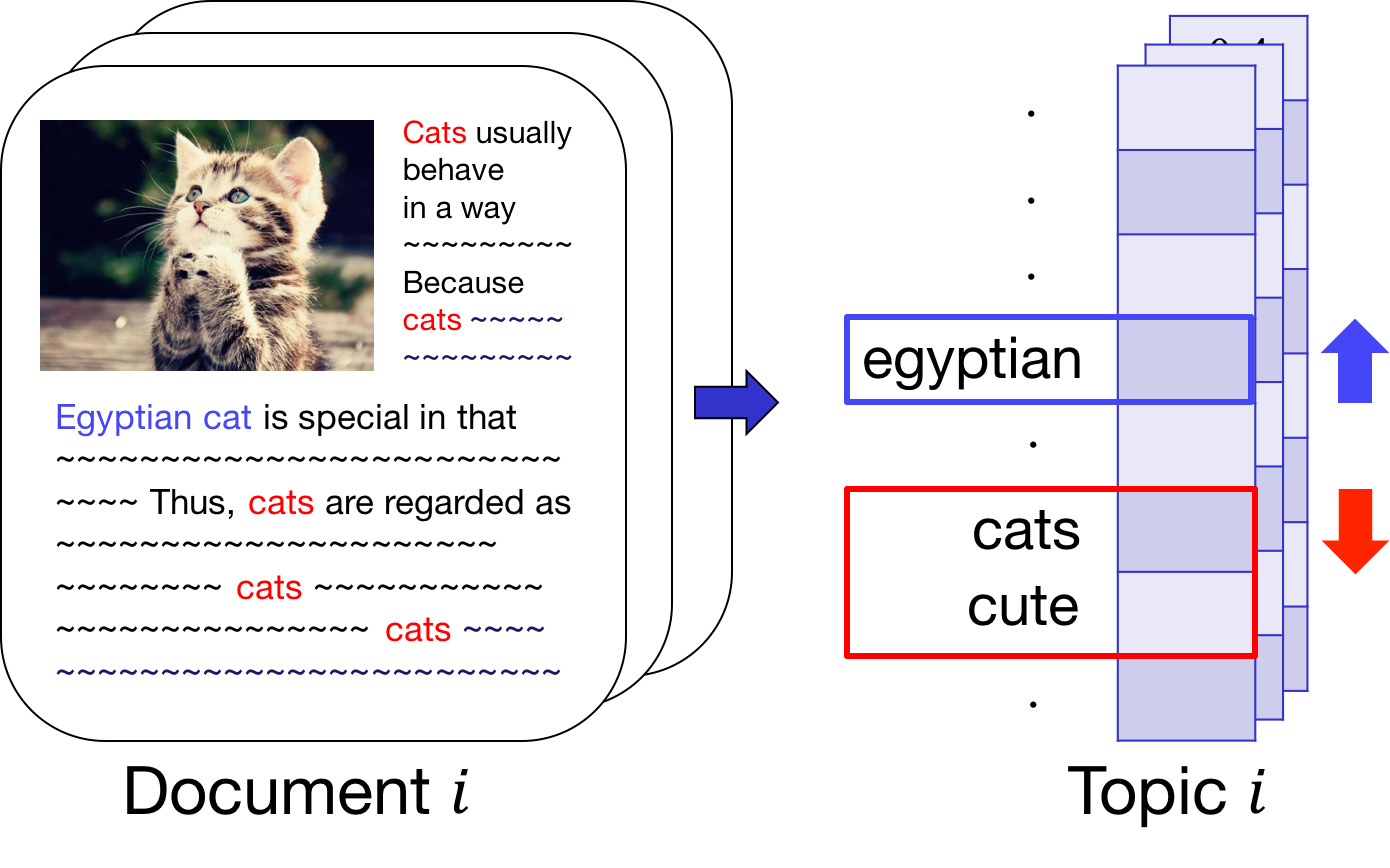 Cats usually
behave
in a way
~~~~~~~~~
Because
cats ~~~~~
~~~~~~~~~
Egyptian cat is special in that
~~~~~~~~~~~~~~~~~~~~~~~~
~~~~ Thus, cats are regarded as
~~~~~~~~~~~~~~~~~~~~~
~~~~~~~~ cats ~~~~~~~~~~~
~~~~~~~~~~~~~~~ cats ~~~~
~~~~~~~~~~~~~~~~~~~~~~~~
Document i
.
.
.
egyptian
.
cats
cute
.
Topic i